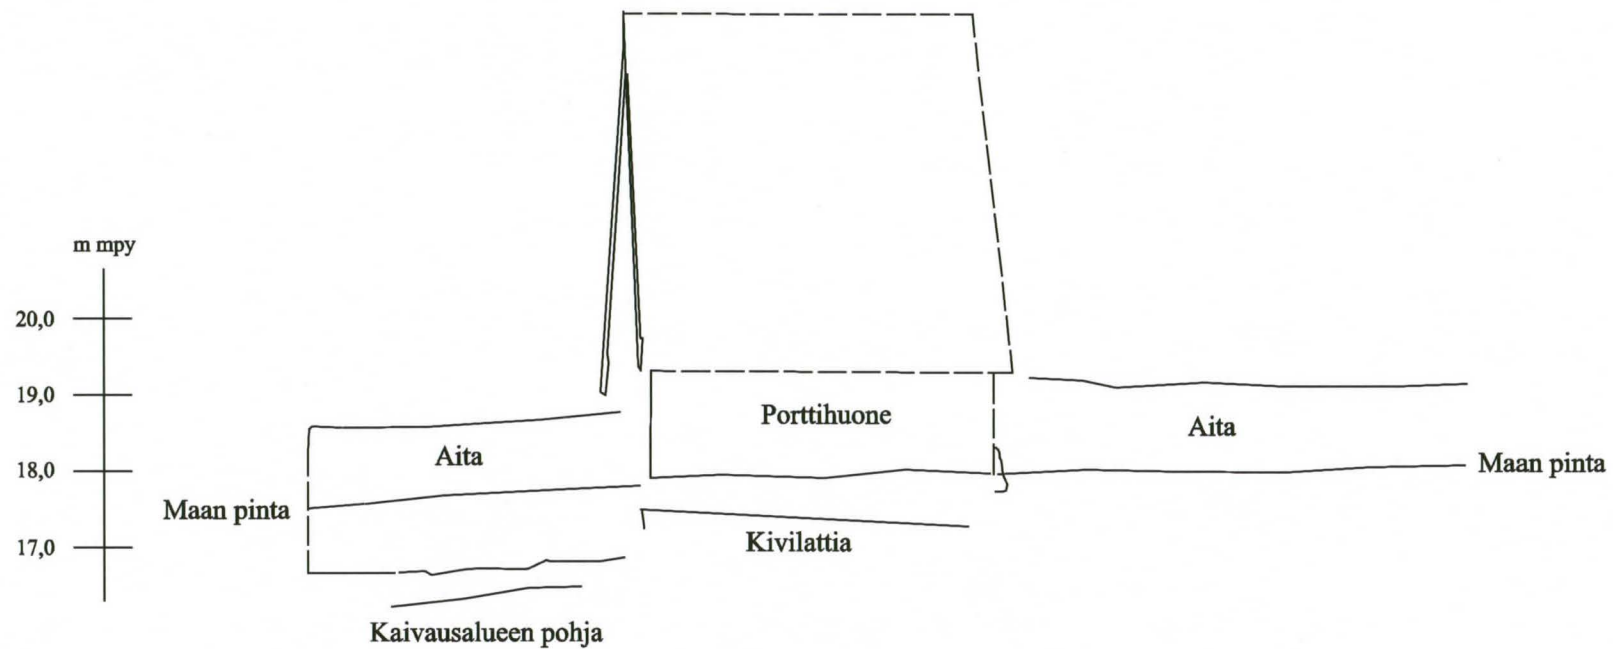 m mpy
20,0
19,0
18,0
17,0
Porttihuone
Aita
Aita
Maan pinta
Maan pinta
Kivilattia
Kaivausalueen pohja